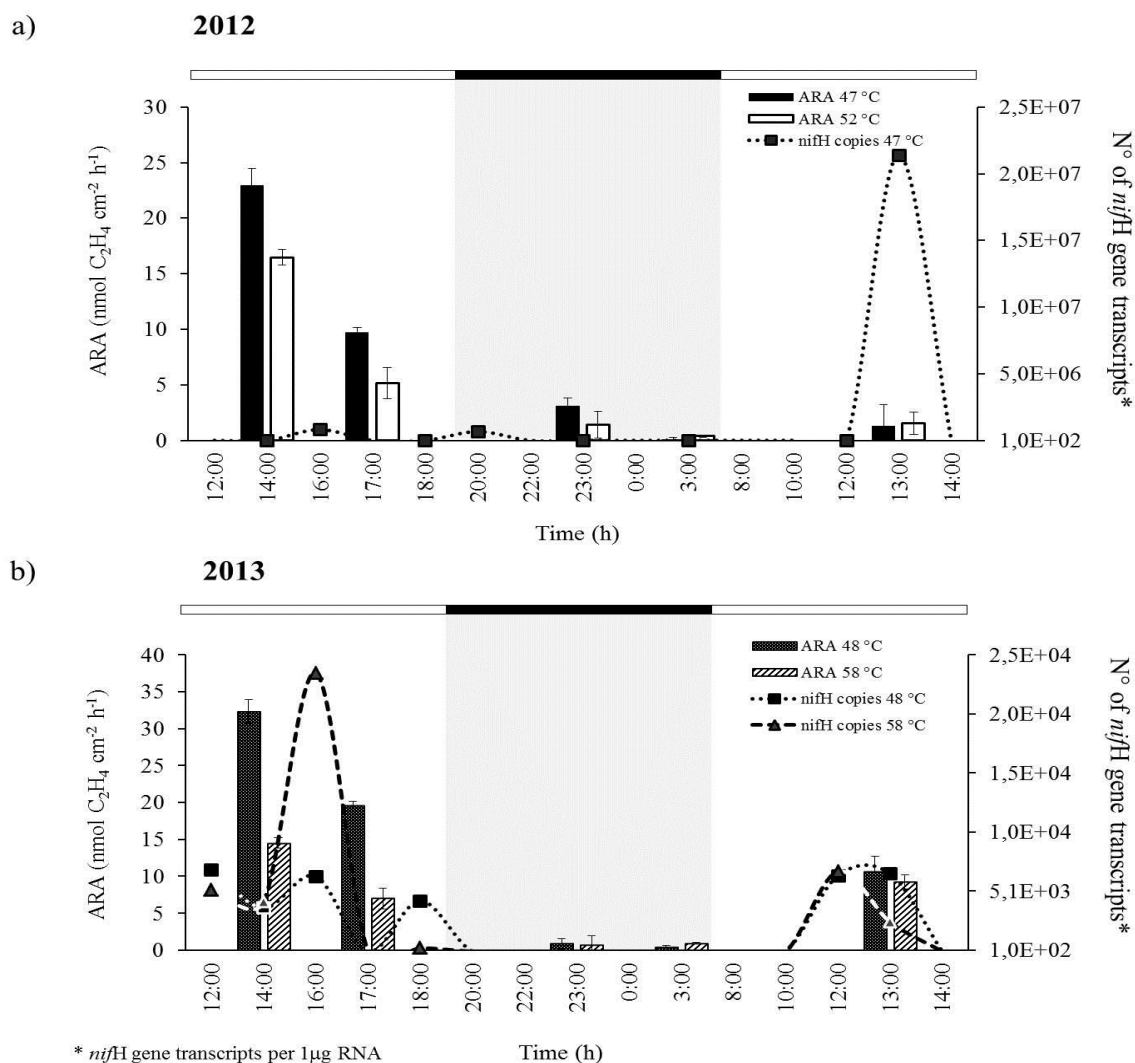 a)
2012
ARA (nmol C₂H₄ cm⁻² h⁻¹)
30
25
20
15
10
5
0
ARA 47 °C
ARA 52 °C
nifH copies 47 °C
2,5E+07
2,0E+07
1,5E+07
1,0E+07
5,0E+06
1,0E+02
N° of nifH gene transcripts*
12:00
14:00
16:00
17:00
18:00
20:00
22:00
23:00
0:00
3:00
8:00
10:00
12:00
13:00
14:00
Time (h)
b)
2013
ARA (nmol C₂H₄ cm⁻² h⁻¹)
40
35
30
25
20
15
10
5
0
ARA 48 °C
ARA 58 °C
nifH copies 48 °C
nifH copies 58 °C
2,5E+04
2,0E+04
1,5E+04
1,0E+04
5,1E+03
1,0E+02
N° of nifH gene transcripts*
12:00
14:00
16:00
17:00
18:00
20:00
22:00
23:00
0:00
3:00
8:00
10:00
12:00
13:00
14:00
* nifH gene transcripts per 1µg RNA
Time (h)